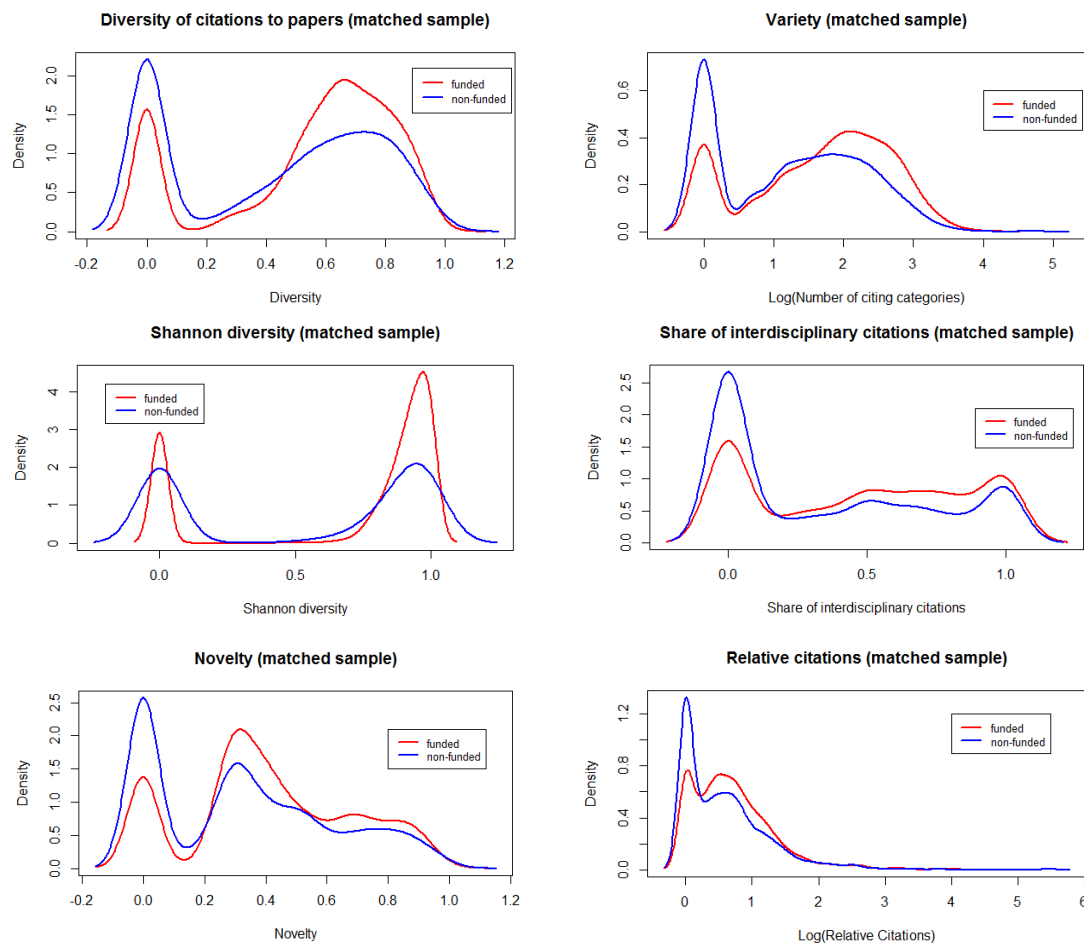 Diversity of citations to papers (matched sample)
Density
0.0 0.5 1.0 1.5 2.0
funded
non-funded
-0.2 0.0 0.2 0.4 0.6 0.8 1.0 1.2
Diversity
Variety (matched sample)
Density
0.0 0.2 0.4 0.6
funded
non-funded
0 1 2 3 4 5
Log(Number of citing categories)
Shannon diversity (matched sample)
Density
0 1 2 3 4
funded
non-funded
0.0 0.5 1.0
Shannon diversity
Share of interdisciplinary citations (matched sample)
Density
0.0 0.5 1.0 1.5 2.0 2.5
funded
non-funded
0.0 0.5 1.0
Share of interdisciplinary citations
Novelty (matched sample)
Density
0.0 0.5 1.0 1.5 2.0 2.5
funded
non-funded
-0.2 0.0 0.2 0.4 0.6 0.8 1.0 1.2
Novelty
Relative citations (matched sample)
Density
0.0 0.4 0.8 1.2
funded
non-funded
0 1 2 3 4 5 6
Log(Relative Citations)